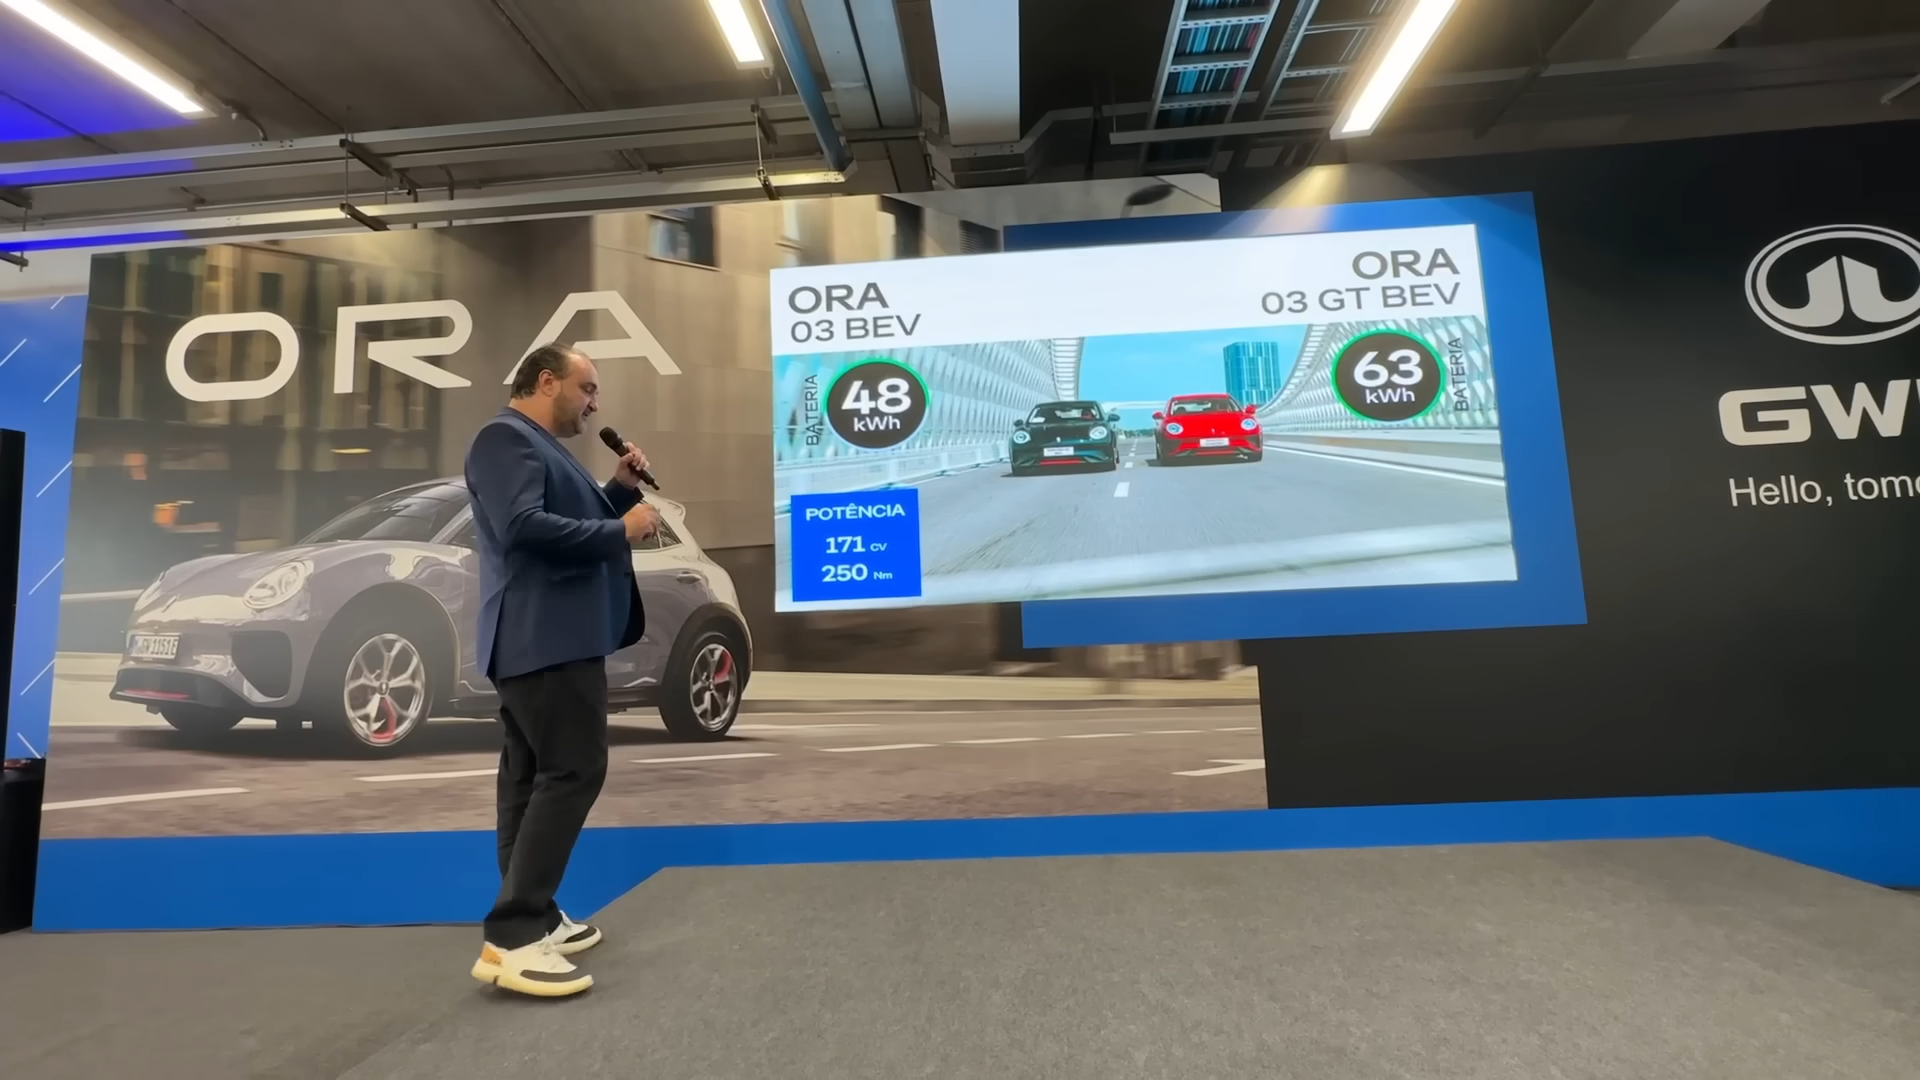 ORA
ORA
03 BEV
ORA
03 GT BEV
BATERIA
48
kWh
63
kWh
BATERIA
POTÊNCIA
171 cv
250 Nm
GW
Hello, tom